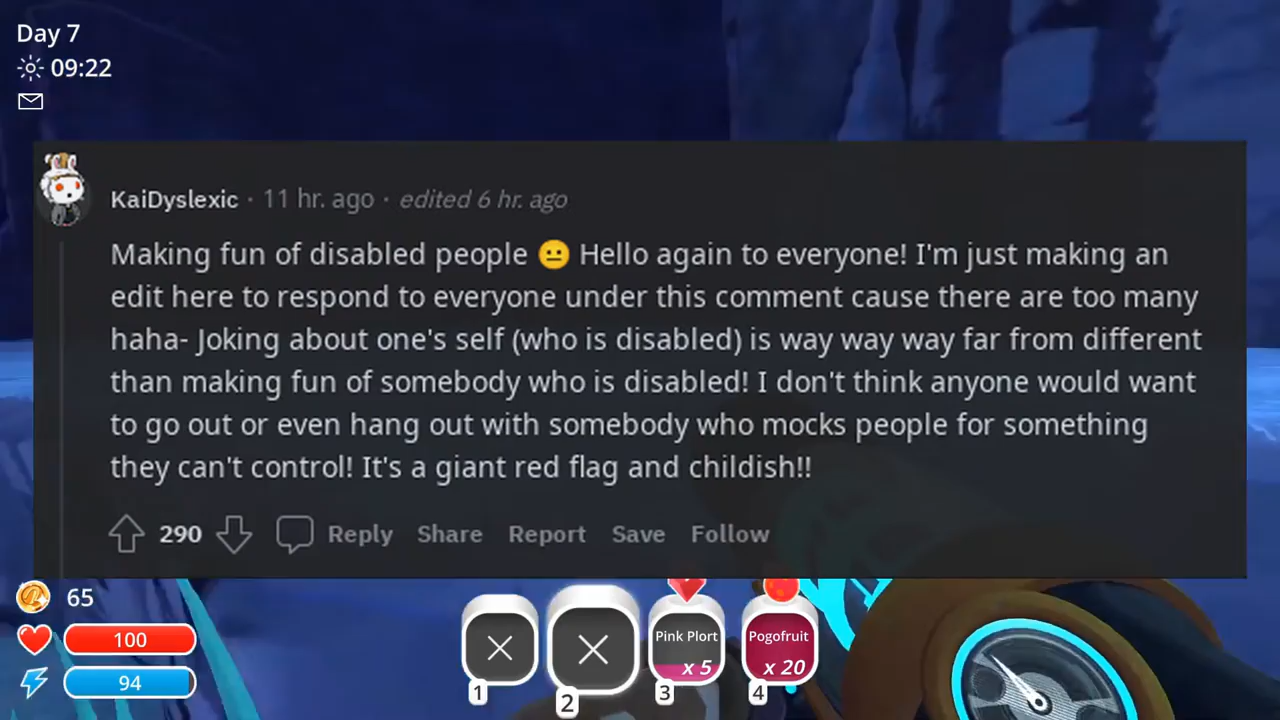 Day 7
09:22
KaiDyslexic · 11 hr. ago · edited 6 hr. ago
Making fun of disabled people 😐 Hello again to everyone! I'm just making an
edit here to respond to everyone under this comment cause there are too many
haha- Joking about one's self (who is disabled) is way way way far from different
than making fun of somebody who is disabled! I don't think anyone would want
to go out or even hang out with somebody who mocks people for something
they can't control! It's a giant red flag and childish!!
290 Reply Share Report Save Follow
65
100
94
Pink Plort
x 5
Pogofruit
x 20
1 2 3 4